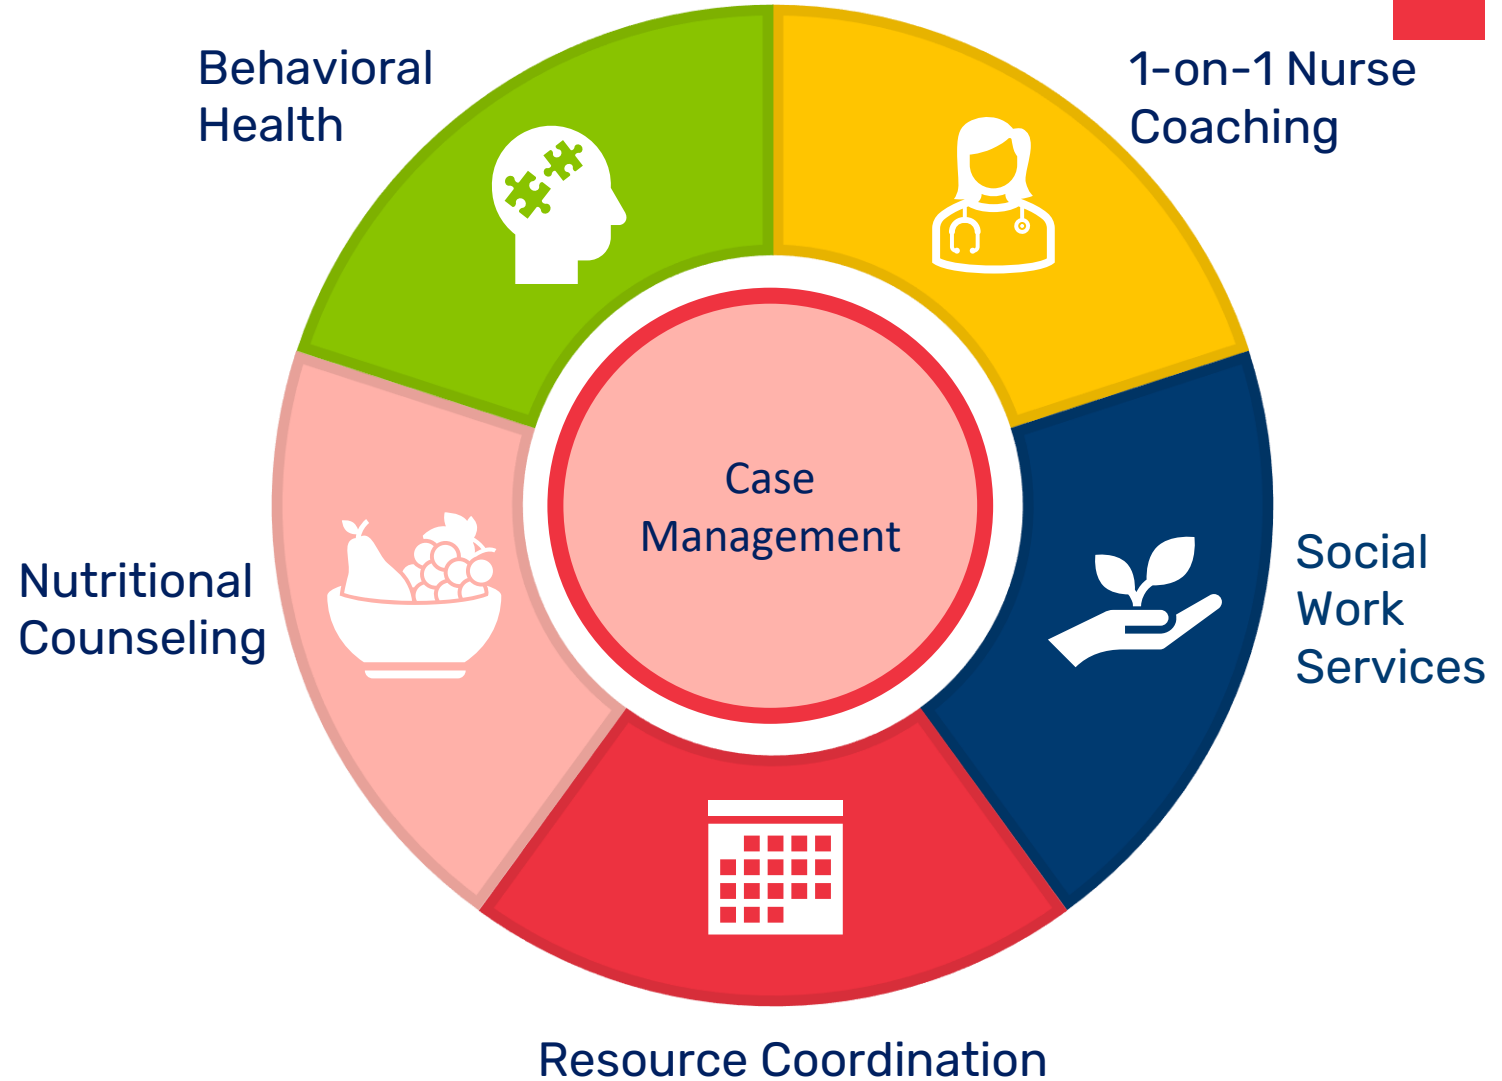 Behavioral
Health
1-on-1 Nurse
Coaching
Case
Management
Nutritional
Counseling
Social
Work
Services
Resource Coordination